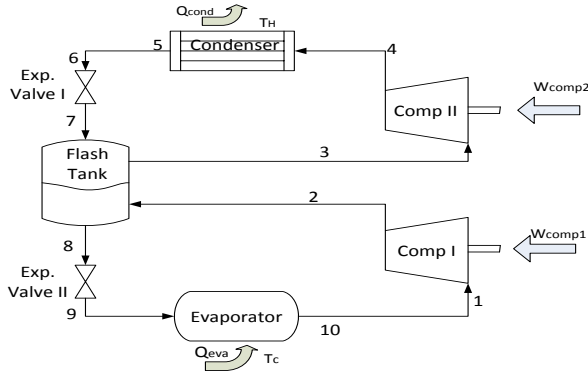 Qcond
TH
6
5
Condenser
4
Exp.
Valve I
Wcomp2
Comp II
7
Flash
Tank
3
2
Wcomp1
8
Comp I
Exp.
Valve II
1
9
Evaporator
10
Qeva
Tc